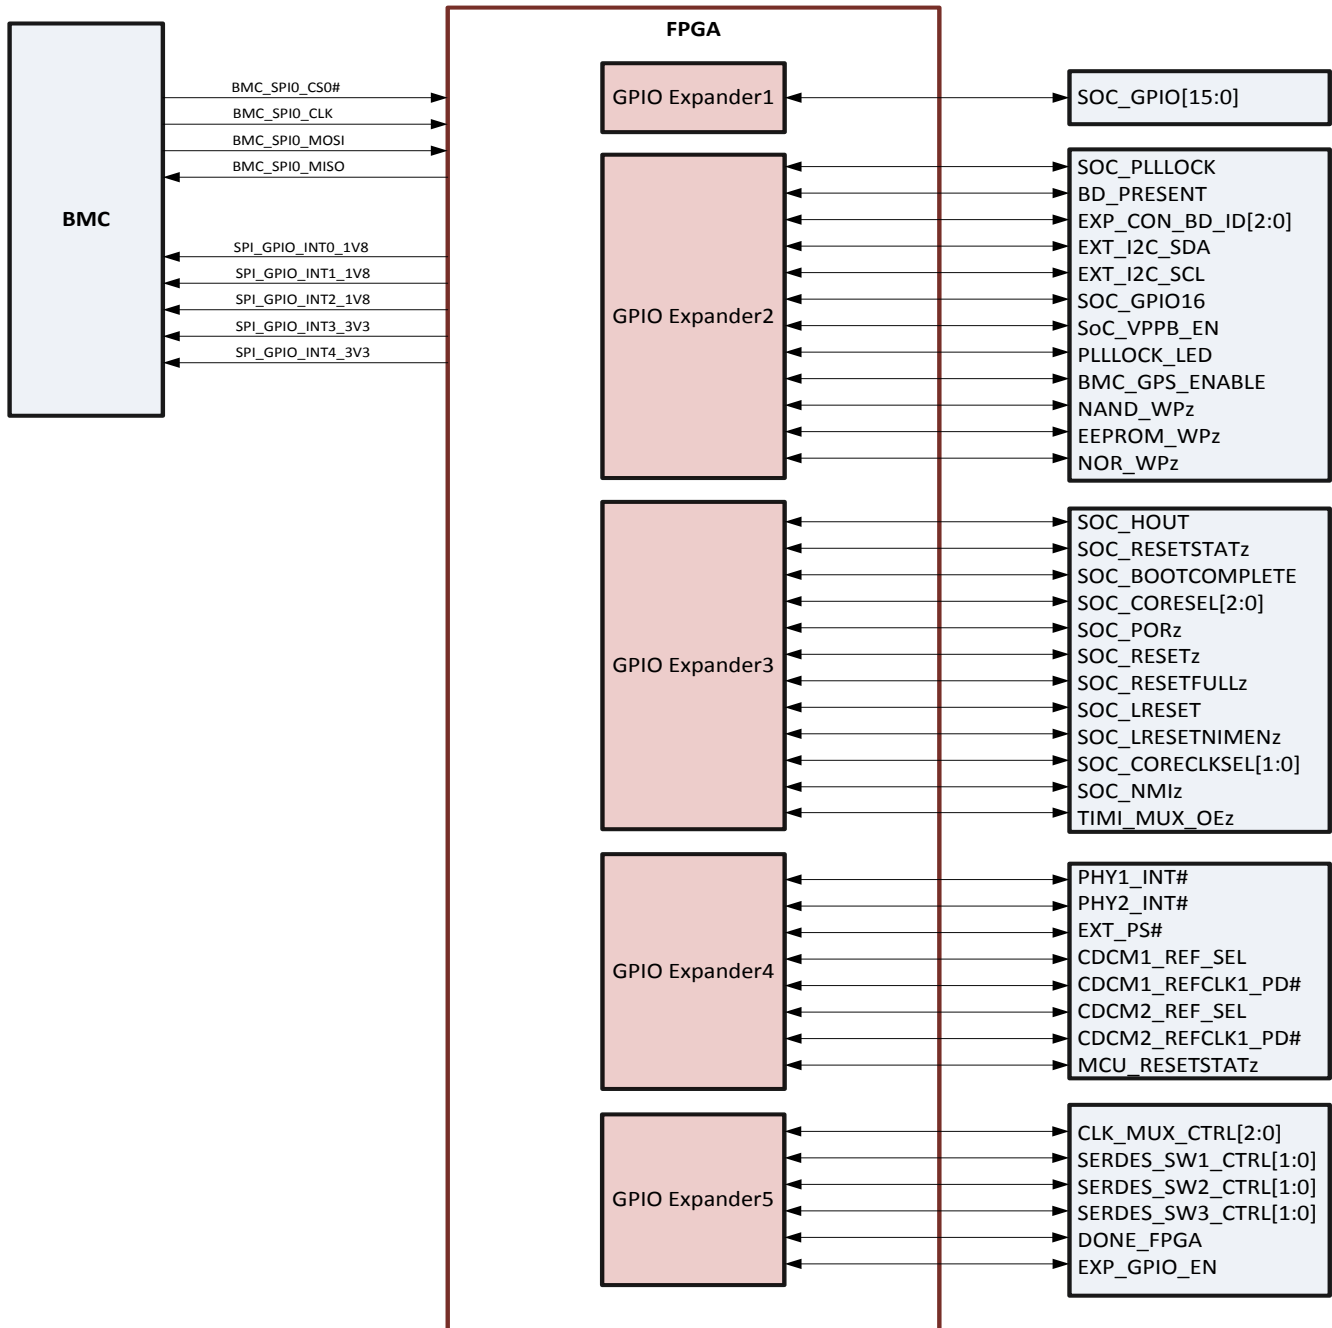 FPGA
BMC
BMC_SPI0_CS0#
BMC_SPI0_CLK
BMC_SPI0_MOSI
BMC_SPI0_MISO
SPI_GPIO_INT0_1V8
SPI_GPIO_INT1_1V8
SPI_GPIO_INT2_1V8
SPI_GPIO_INT3_3V3
SPI_GPIO_INT4_3V3
GPIO Expander1
SOC_GPIO[15:0]
GPIO Expander2
SOC_PLLLOCK
BD_PRESENT
EXP_CON_BD_ID[2:0]
EXT_I2C_SDA
EXT_I2C_SCL
SOC_GPIO16
SoC_VPPB_EN
PLLLOCK_LED
BMC_GPS_ENABLE
NAND_WPz
EEPROM_WPz
NOR_WPz
GPIO Expander3
SOC_HOUT
SOC_RESETSTATz
SOC_BOOTCOMPLETE
SOC_CORESEL[2:0]
SOC_PORz
SOC_RESETz
SOC_RESETFULLz
SOC_LRESET
SOC_LRESETNIMENz
SOC_CORECLKSEL[1:0]
SOC_NMIz
TIMI_MUX_OEz
GPIO Expander4
PHY1_INT#
PHY2_INT#
EXT_PS#
CDCM1_REF_SEL
CDCM1_REFCLK1_PD#
CDCM2_REF_SEL
CDCM2_REFCLK1_PD#
MCU_RESETSTATz
GPIO Expander5
CLK_MUX_CTRL[2:0]
SERDES_SW1_CTRL[1:0]
SERDES_SW2_CTRL[1:0]
SERDES_SW3_CTRL[1:0]
DONE_FPGA
EXP_GPIO_EN